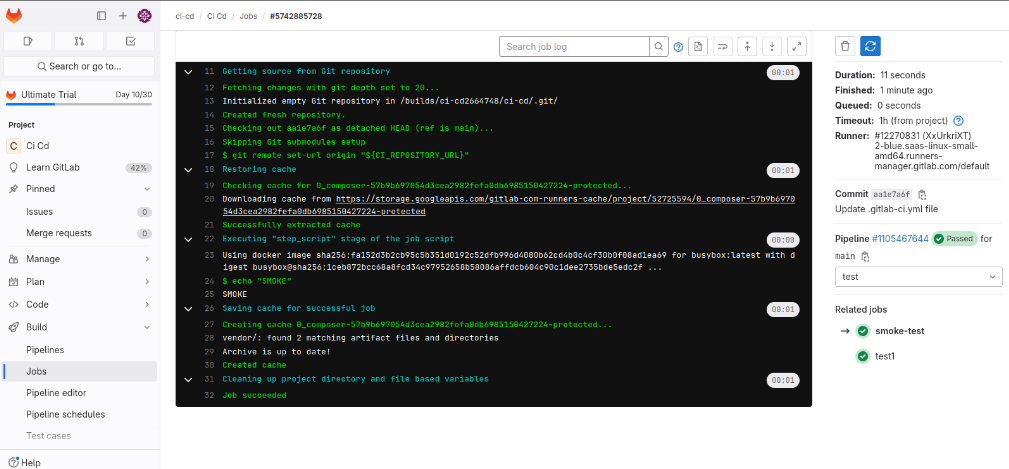 ci-cd / Ci Cd / Jobs / #5742885728
Search or go to...
Ultimate Trial Day 10/30
Project
C Ci Cd
Learn GitLab 42%
Pinned
Issues 0
Merge requests 0
Manage
Plan
Code
Build
Pipelines
Jobs
Pipeline editor
Pipeline schedules
Test cases
Help
Search job log
11 Getting source from Git repository 00:01
12 Fetching changes with git depth set to 20...
13 Initialized empty Git repository in /builds/ci-cd2664748/ci-cd/.git/
14 Created fresh repository.
15 Checking out aa1e7a6f as detached HEAD (ref is main)...
16 Skipping Git submodules setup
17 $ git remote set-url origin "${CI_REPOSITORY_URL}"
18 Restoring cache 00:01
19 Checking cache for 0_composer-57b9b697054d3cea2982fefa0db6985150427224-protected...
20 Downloading cache from https://storage.googleapis.com/gitlab-com-runners-cache/project/52725594/0_composer-57b9b6970
54d3cea2982fefa0db6985150427224-protected
21 Successfully extracted cache
22 Executing "step_script" stage of the job script 00:00
23 Using docker image sha256:fa152d3b2cb95c5b351d0192c52dfb996d4080b62cd4b0c4cf30b0f08ad1ea69 for busybox:latest with d
igest busybox@sha256:1ceb872bcc68a8fcd34c97952658b58086affdcb604c90c1dee2735bde5edc2f ...
24 $ echo "SMOKE"
25 SMOKE
26 Saving cache for successful job 00:01
27 Creating cache 0_composer-57b9b697054d3cea2982fefa0db6985150427224-protected...
28 vendor/: found 2 matching artifact files and directories
29 Archive is up to date!
30 Created cache
31 Cleaning up project directory and file based variables 00:01
32 Job succeeded
Duration: 11 seconds
Finished: 1 minute ago
Queued: 0 seconds
Timeout: 1h (from project)
Runner: #12270831 (XxUrkriXT)
2-blue.saas-linux-small-
amd64.runners-
manager.gitlab.com/default
Commit aa1e7a6f
Update .gitlab-ci.yml file
Pipeline #1105467644 Passed for
main
test
Related jobs
smoke-test
test1